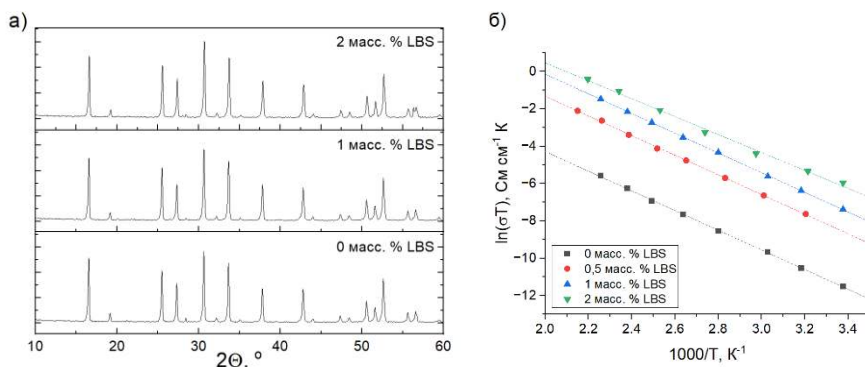 а)
2 масс. % LBS
1 масс. % LBS
0 масс. % LBS
10 20 30 40 50 60
2Θ, º
б)
0
-2
-4
-6
-8
-10
-12
ln(σT), См см⁻¹ К
0 масс. % LBS
0,5 масс. % LBS
1 масс. % LBS
2 масс. % LBS
2.0 2.2 2.4 2.6 2.8 3.0 3.2 3.4
1000/T, К⁻¹